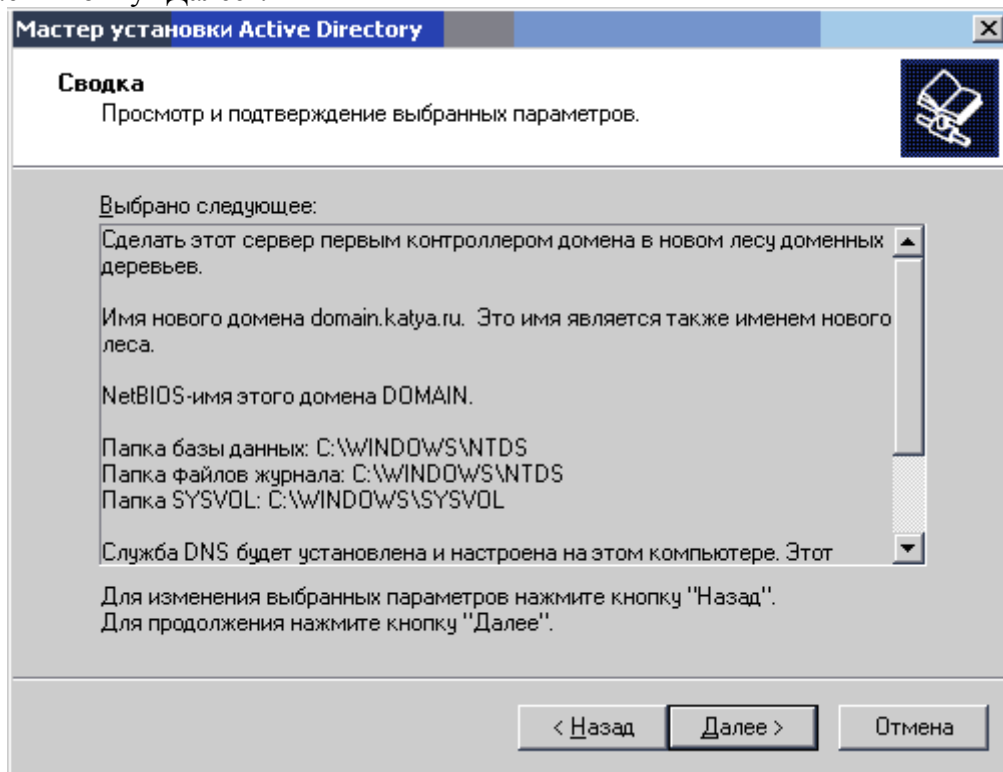 "Далее".
Мастер установки Active Directory
Сводка
Просмотр и подтверждение выбранных параметров.
Выбрано следующее:
Сделать этот сервер первым контроллером домена в новом лесу доменных
деревьев.
Имя нового домена domain.katya.ru. Это имя является также именем нового
леса.
NetBIOS-имя этого домена DOMAIN.
Папка базы данных: C:\WINDOWS\NTDS
Папка файлов журнала: C:\WINDOWS\NTDS
Папка SYSVOL: C:\WINDOWS\SYSVOL
Служба DNS будет установлена и настроена на этом компьютере. Этот
Для изменения выбранных параметров нажмите кнопку "Назад".
Для продолжения нажмите кнопку "Далее".
< Назад Далее > Отмена